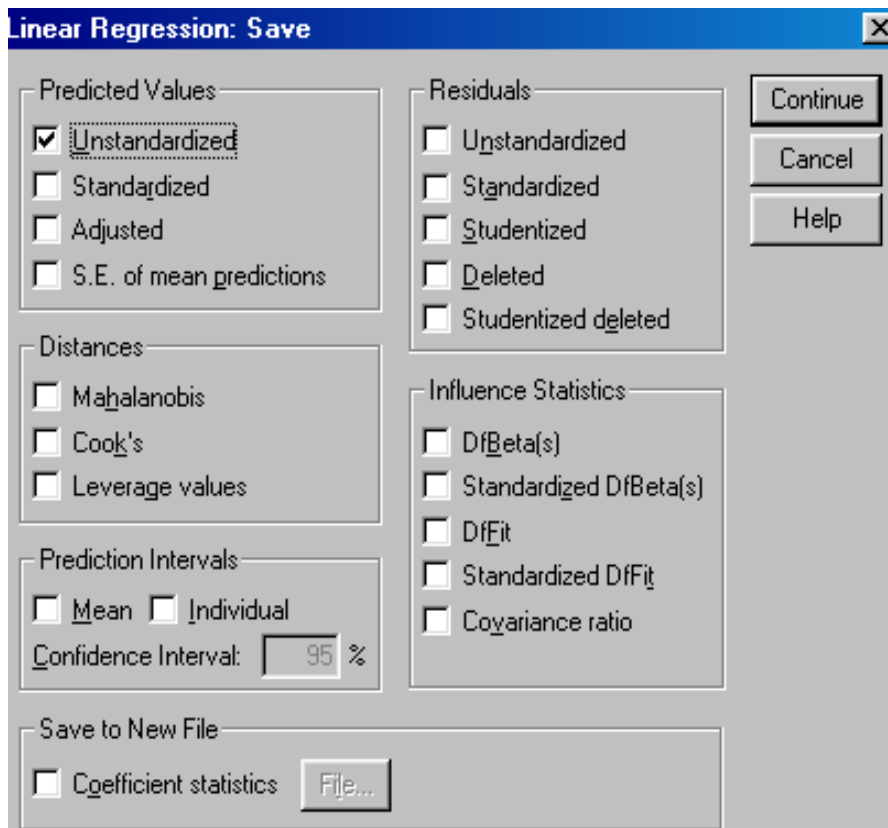 Linear Regression: Save
Predicted Values
Unstandardized
Standardized
Adjusted
S.E. of mean predictions
Distances
Mahalanobis
Cook's
Leverage values
Prediction Intervals
Mean Individual
Confidence Interval: 95 %
Save to New File
Coefficient statistics File...
Residuals
Unstandardized
Standardized
Studentized
Deleted
Studentized deleted
Influence Statistics
DfBeta(s)
Standardized DfBeta(s)
DfFit
Standardized DfFit
Covariance ratio
Continue
Cancel
Help